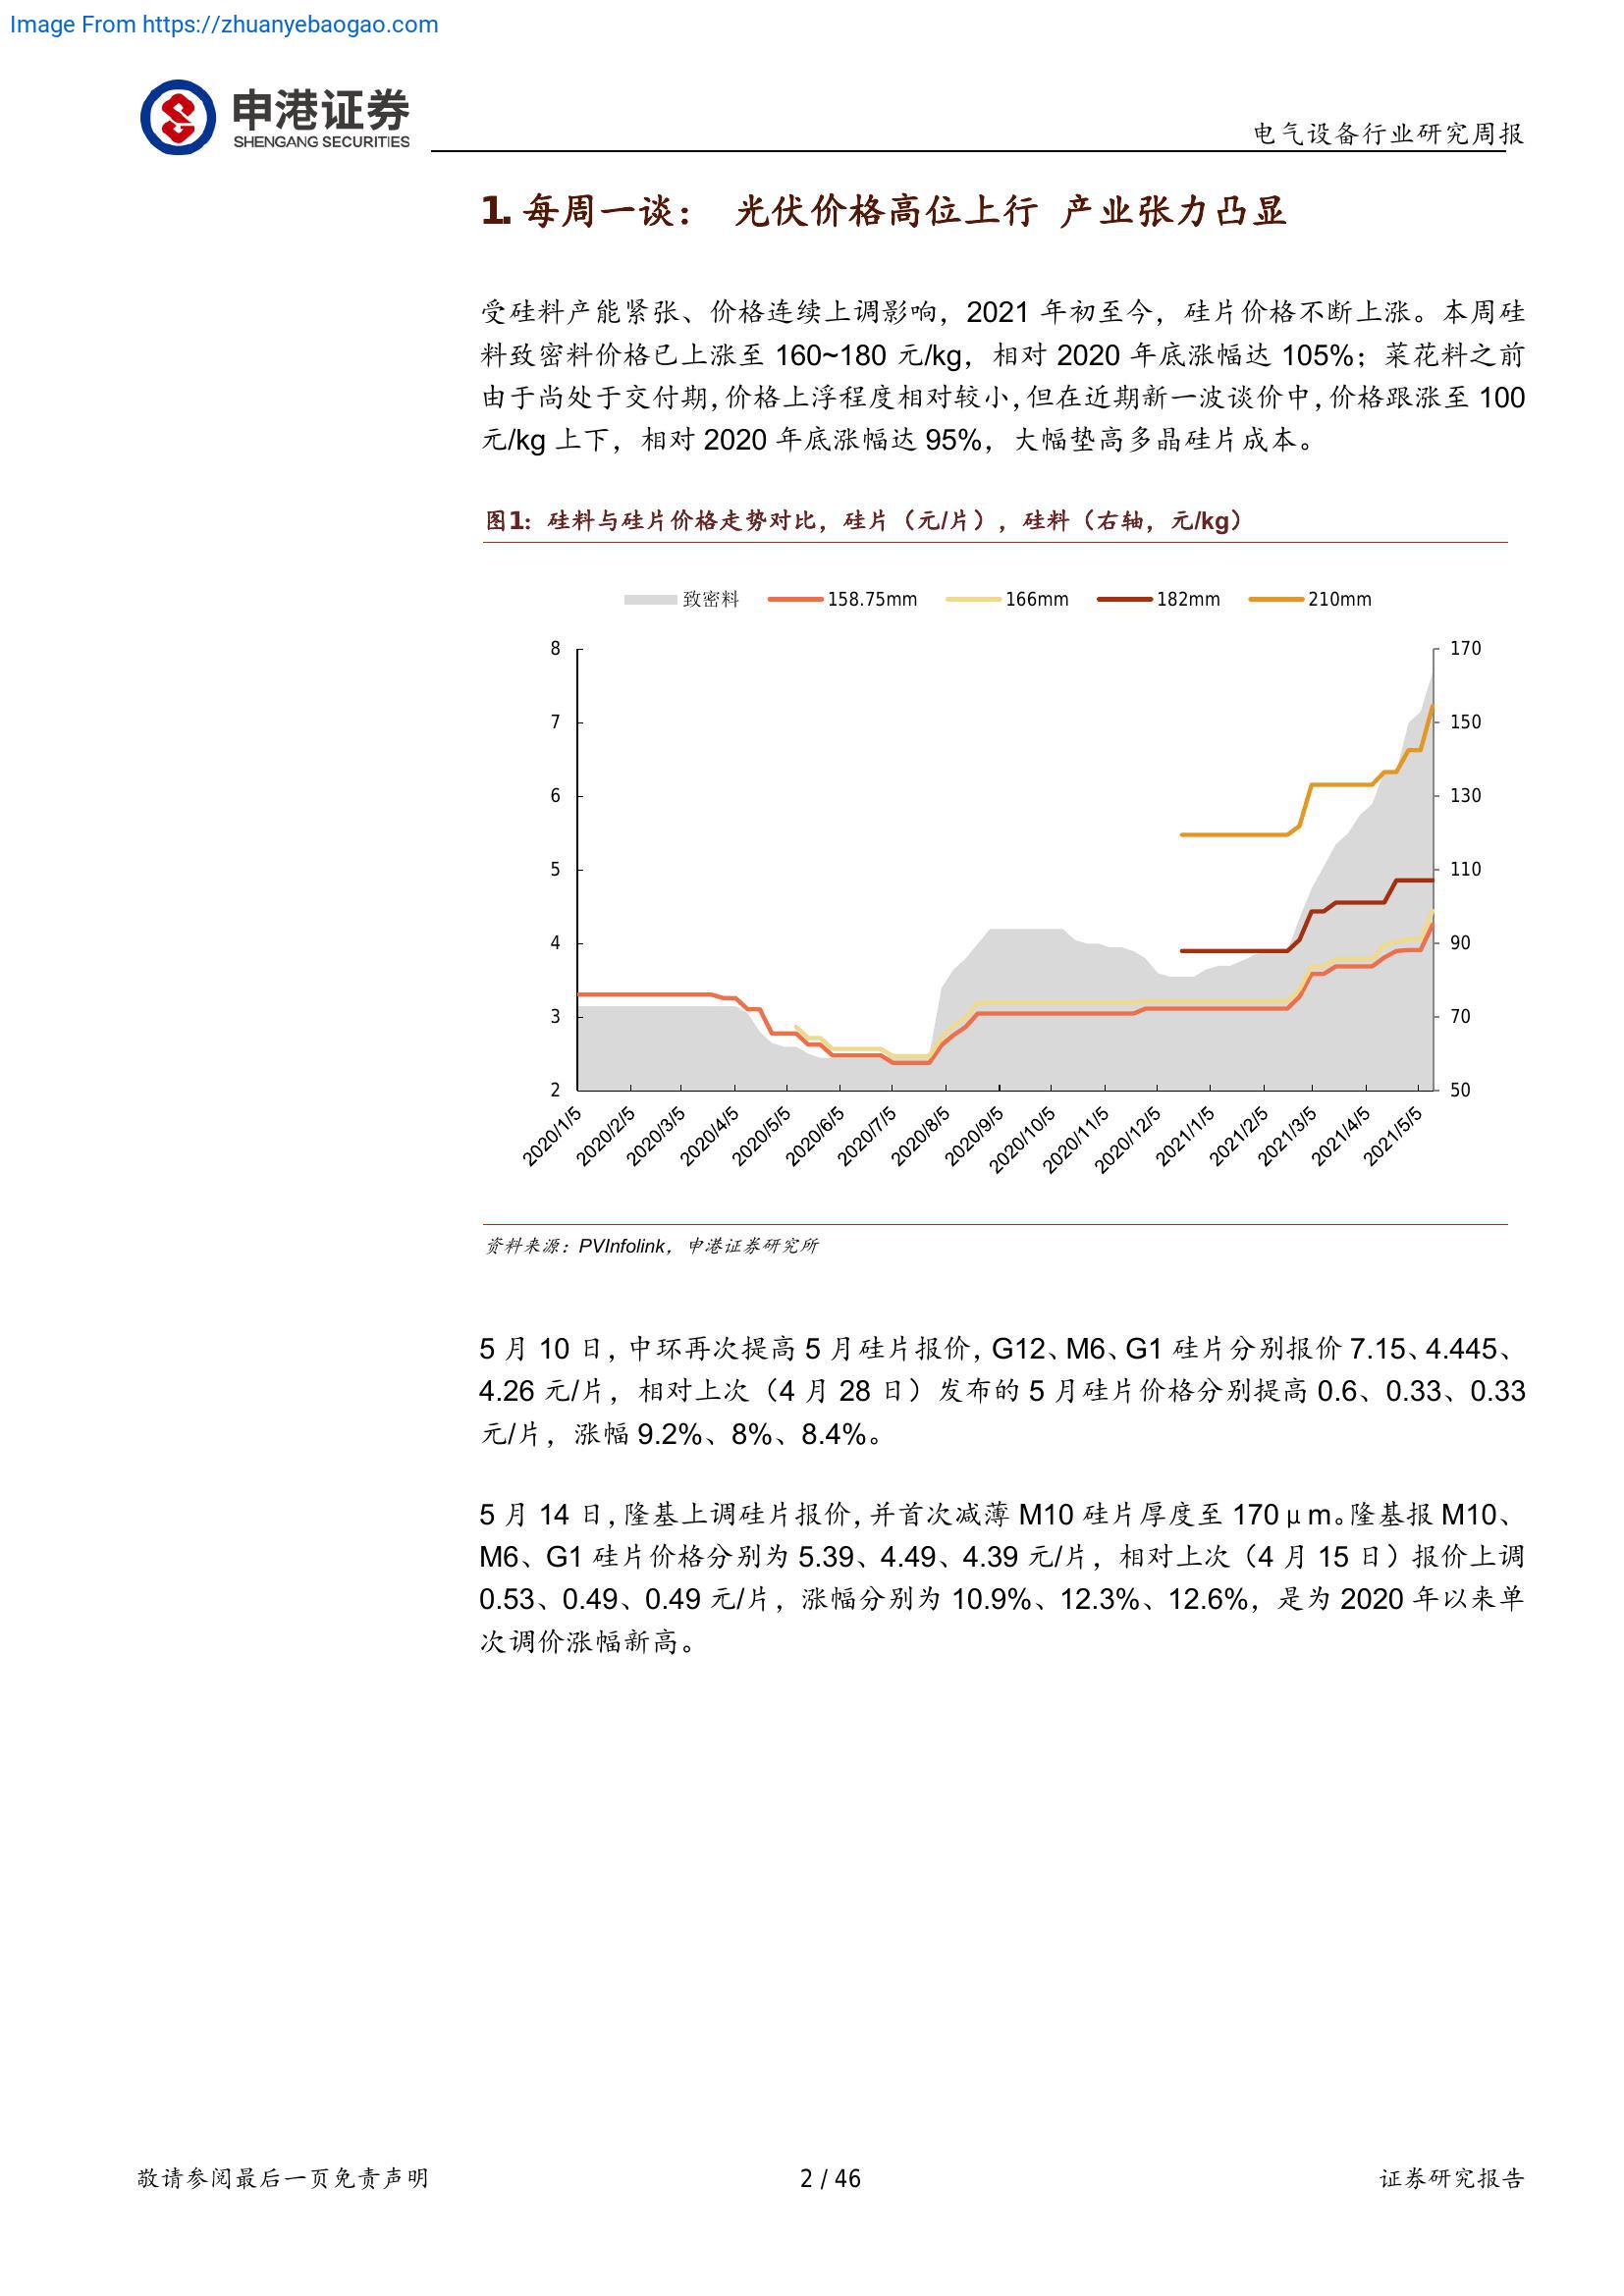 Image From https://zhuanyebaogao.com
申港证券
SHENGANG SECURITIES
电气设备行业研究周报
1. 每周一谈： 光伏价格高位上行 产业张力凸显
受硅料产能紧张、价格连续上调影响，2021 年初至今，硅片价格不断上涨。本周硅
料致密料价格已上涨至 160~180 元/kg，相对 2020 年底涨幅达 105%；菜花料之前
由于尚处于交付期，价格上浮程度相对较小，但在近期新一波谈价中，价格跟涨至 100
元/kg 上下，相对 2020 年底涨幅达 95%，大幅垫高多晶硅片成本。
图1：硅料与硅片价格走势对比，硅片（元/片），硅料（右轴，元/kg）
致密料 158.75mm 166mm 182mm 210mm
8 170
7 150
6 130
5 110
4 90
3 70
2 50
2020/1/5 2020/2/5 2020/3/5 2020/4/5 2020/5/5 2020/6/5 2020/7/5 2020/8/5 2020/9/5 2020/10/5 2020/11/5 2020/12/5 2021/1/5 2021/2/5 2021/3/5 2021/4/5 2021/5/5
资料来源：PVInfolink，申港证券研究所
5 月 10 日，中环再次提高 5 月硅片报价，G12、M6、G1 硅片分别报价 7.15、4.445、
4.26 元/片，相对上次（4 月 28 日）发布的 5 月硅片价格分别提高 0.6、0.33、0.33
元/片，涨幅 9.2%、8%、8.4%。
5 月 14 日，隆基上调硅片报价，并首次减薄 M10 硅片厚度至 170μm。隆基报 M10、
M6、G1 硅片价格分别为 5.39、4.49、4.39 元/片，相对上次（4 月 15 日）报价上调
0.53、0.49、0.49 元/片，涨幅分别为 10.9%、12.3%、12.6%，是为 2020 年以来单
次调价涨幅新高。
敬请参阅最后一页免责声明
2 / 46
证券研究报告